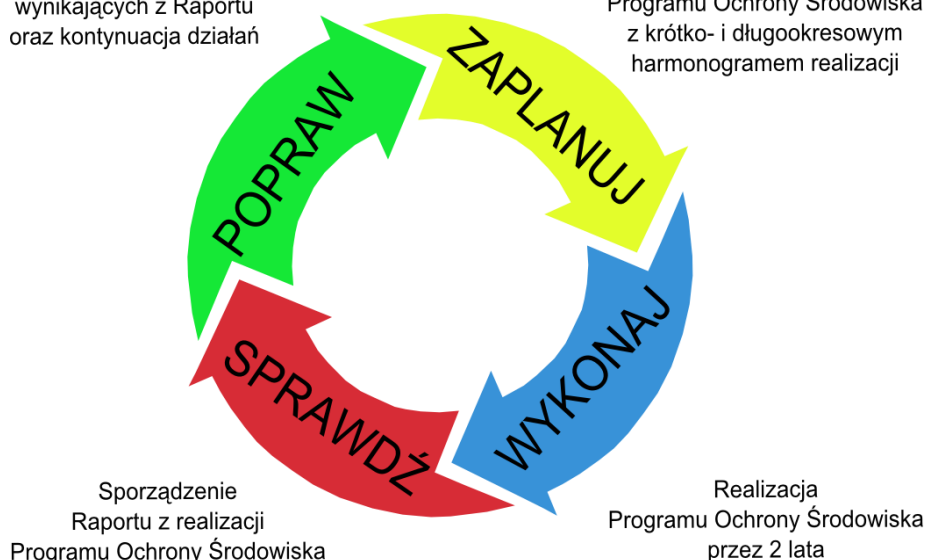 wynikających z Raportu
oraz kontynuacja działań
Programu Ochrony Środowiska
z krótko- i długookresowym
harmonogramem realizacji
POPRAW
ZAPLANUJ
WYKONAJ
SPRAWDŹ
Sporządzenie
Raportu z realizacji
Programu Ochrony Środowiska
Realizacja
Programu Ochrony Środowiska
przez 2 lata